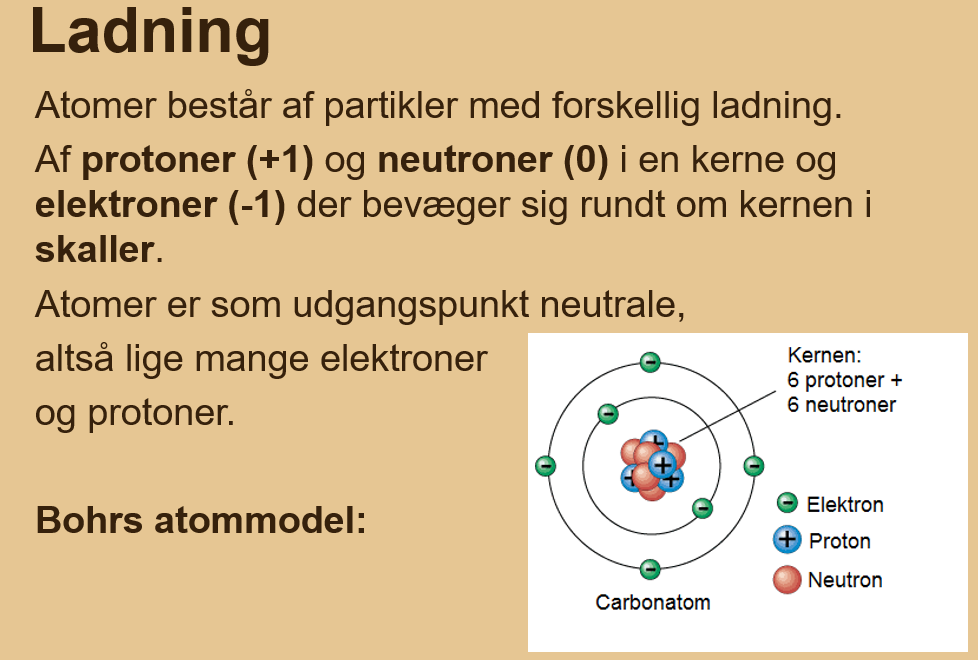 Ladning
Atomer består af partikler med forskellig ladning.
Af protoner (+1) og neutroner (0) i en kerne og
elektroner (-1) der bevæger sig rundt om kernen i
skaller.
Atomer er som udgangspunkt neutrale,
altså lige mange elektroner
og protoner.
Bohrs atommodel:
Kernen:
6 protoner +
6 neutroner
Elektron
Proton
Neutron
Carbonatom